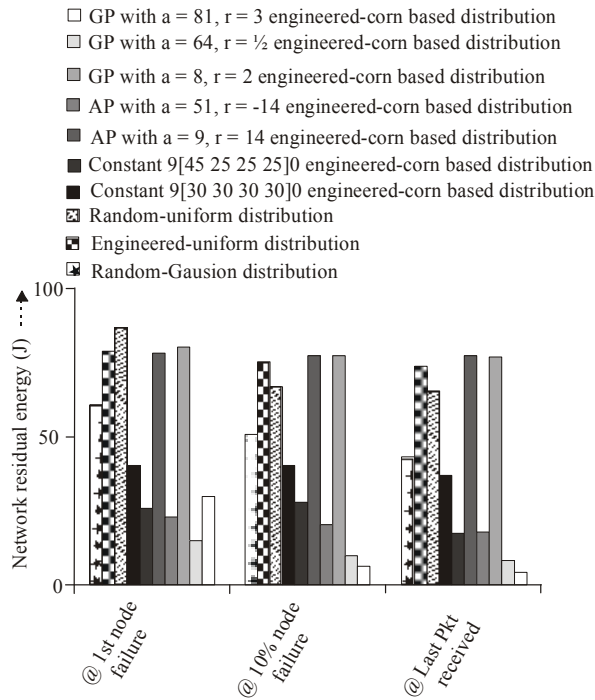 GP with a = 81, r = 3 engineered-corn based distribution
GP with a = 64, r = ½ engineered-corn based distribution
GP with a = 8, r = 2 engineered-corn based distribution
AP with a = 51, r = -14 engineered-corn based distribution
AP with a = 9, r = 14 engineered-corn based distribution
Constant 9[45 25 25 25]0 engineered-corn based distribution
Constant 9[30 30 30 30]0 engineered-corn based distribution
Random-uniform distribution
Engineered-uniform distribution
Random-Gausion distribution
Network residual energy (J)
100
50
0
@ 1st node
failure
@ 10% node
failure
@ Last Pkt
received